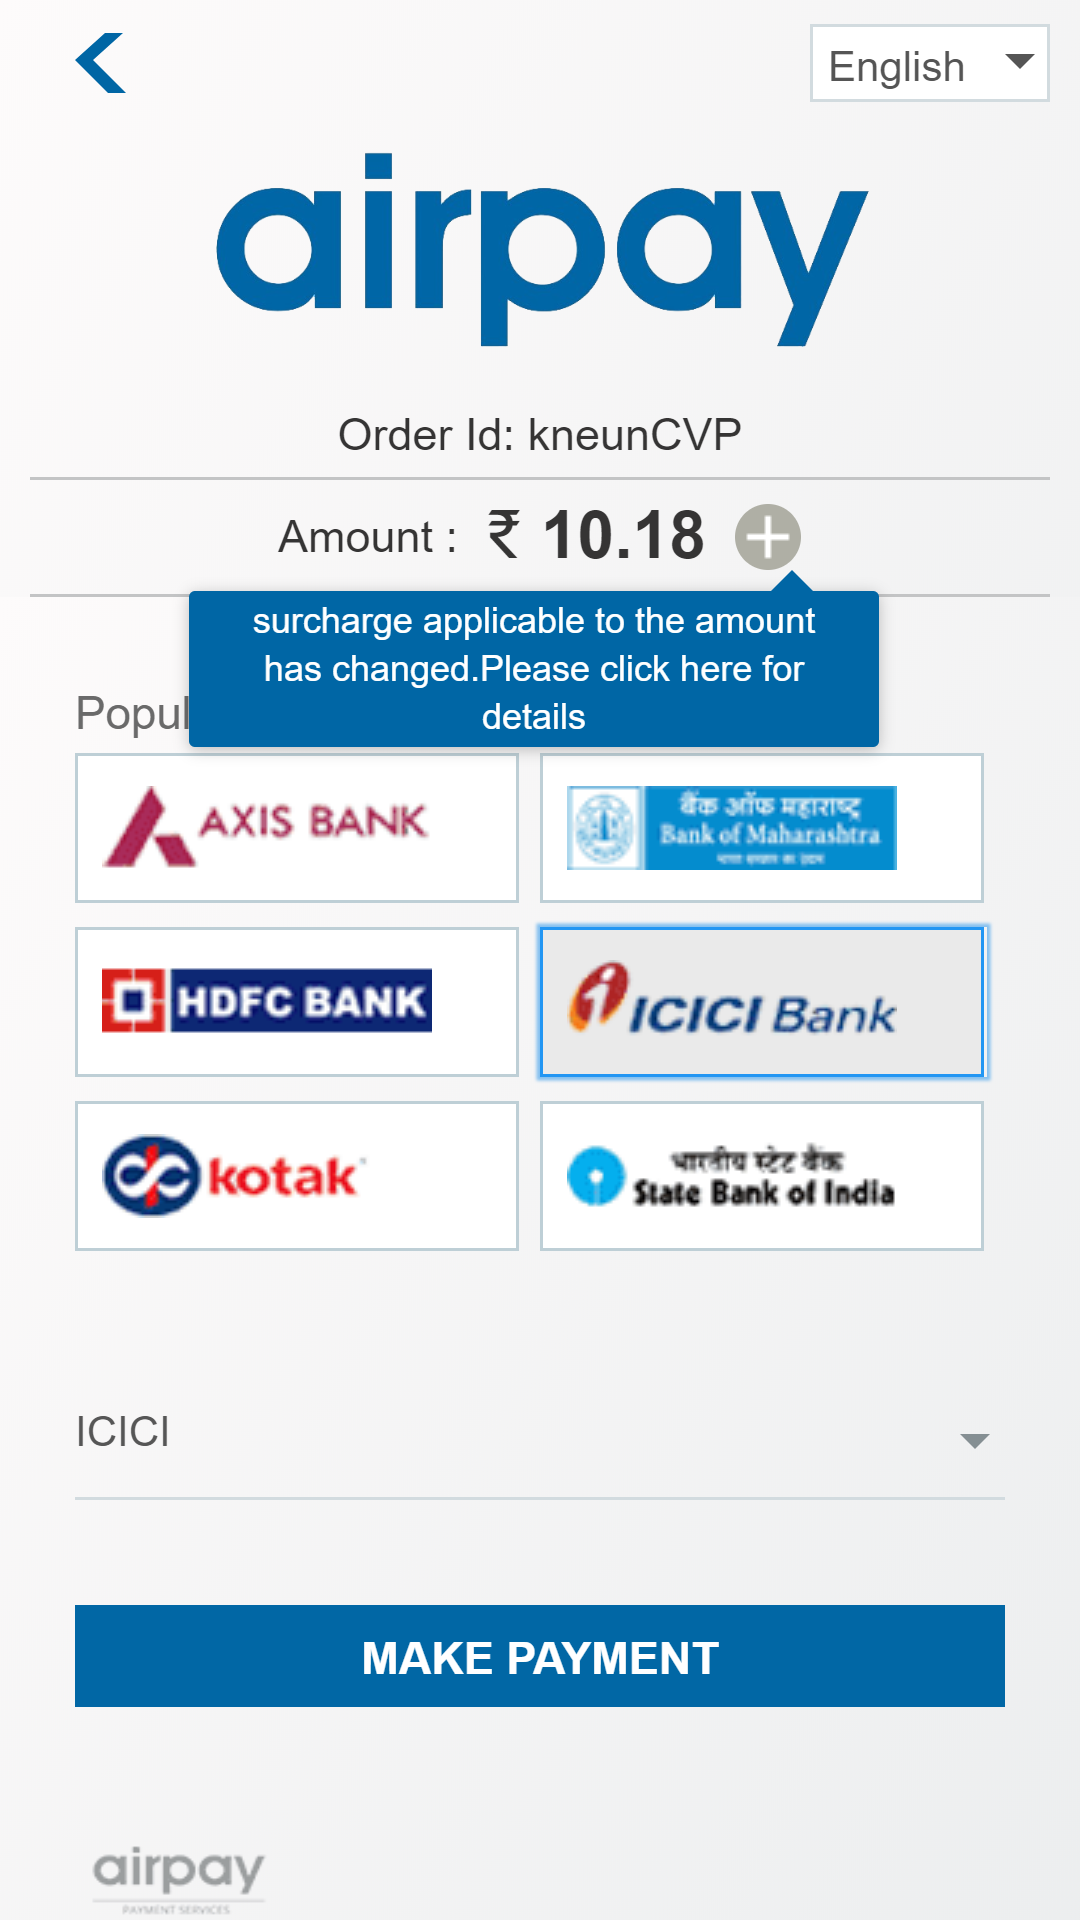 English
airpay
Order Id: kneunCVP
Amount : ₹ 10.18
surcharge applicable to the amount
has changed.Please click here for
details
Popul
AXIS BANK
बैंक ऑफ महाराष्ट्र
Bank of Maharashtra
HDFC BANK
ICICI Bank
kotak
भारतीय स्टेट बैंक
State Bank of India
ICICI
MAKE PAYMENT
airpay
PAYMENT SERVICES